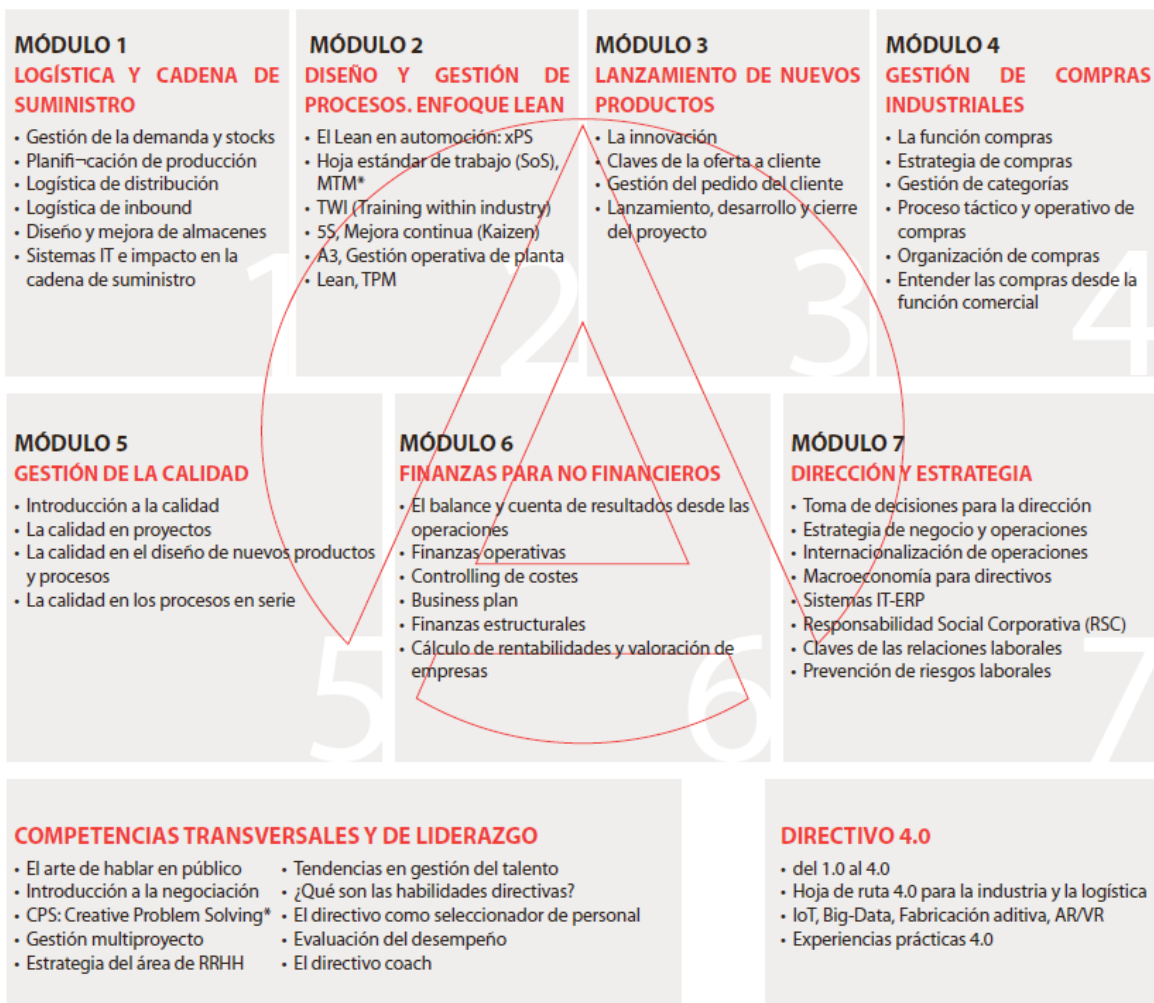 MÓDULO 1
LOGÍSTICA Y CADENA DE
SUMINISTRO
• Gestión de la demanda y stocks
• Planifi¬cación de producción
• Logística de distribución
• Logística de inbound
• Diseño y mejora de almacenes
• Sistemas IT e impacto en la
cadena de suministro
1
MÓDULO 2
DISEÑO Y GESTIÓN DE
PROCESOS. ENFOQUE LEAN
• El Lean en automoción: xPS
• Hoja estándar de trabajo (SoS),
MTM*
• TWI (Training within industry)
• 5S, Mejora continua (Kaizen)
• A3, Gestión operativa de planta
• Lean, TPM
2
MÓDULO 3
LANZAMIENTO DE NUEVOS
PRODUCTOS
• La innovación
• Claves de la oferta a cliente
• Gestión del pedido del cliente
• Lanzamiento, desarrollo y cierre
del proyecto
3
MÓDULO 4
GESTIÓN DE COMPRAS
INDUSTRIALES
• La función compras
• Estrategia de compras
• Gestión de categorías
• Proceso táctico y operativo de
compras
• Organización de compras
• Entender las compras desde la
función comercial
4
MÓDULO 5
GESTIÓN DE LA CALIDAD
• Introducción a la calidad
• La calidad en proyectos
• La calidad en el diseño de nuevos productos
y procesos
• La calidad en los procesos en serie
5
MÓDULO 6
FINANZAS PARA NO FINANCIEROS
• El balance y cuenta de resultados desde las
operaciones
• Finanzas operativas
• Controlling de costes
• Business plan
• Finanzas estructurales
• Cálculo de rentabilidades y valoración de
empresas
6
MÓDULO 7
DIRECCIÓN Y ESTRATEGIA
• Toma de decisiones para la dirección
• Estrategia de negocio y operaciones
• Internacionalización de operaciones
• Macroeconomía para directivos
• Sistemas IT-ERP
• Responsabilidad Social Corporativa (RSC)
• Claves de las relaciones laborales
• Prevención de riesgos laborales
7
COMPETENCIAS TRANSVERSALES Y DE LIDERAZGO
• El arte de hablar en público
• Introducción a la negociación
• CPS: Creative Problem Solving*
• Gestión multiproyecto
• Estrategia del área de RRHH
• Tendencias en gestión del talento
• ¿Qué son las habilidades directivas?
• El directivo como seleccionador de personal
• Evaluación del desempeño
• El directivo coach
DIRECTIVO 4.0
• del 1.0 al 4.0
• Hoja de ruta 4.0 para la industria y la logística
• IoT, Big-Data, Fabricación aditiva, AR/VR
• Experiencias prácticas 4.0